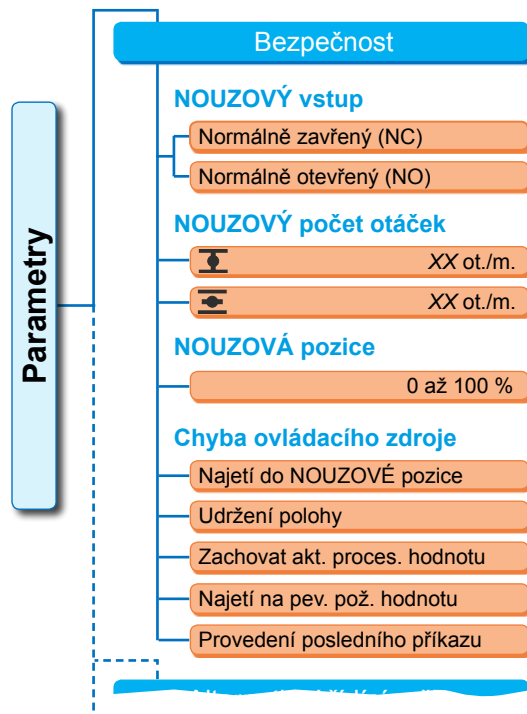 Parametry
Bezpečnost
NOUZOVÝ vstup
Normálně zavřený (NC)
Normálně otevřený (NO)
NOUZOVÝ počet otáček
XX ot./m.
XX ot./m.
NOUZOVÁ pozice
0 až 100 %
Chyba ovládacího zdroje
Najetí do NOUZOVÉ pozice
Udržení polohy
Zachovat akt. proces. hodnotu
Najetí na pev. pož. hodnotu
Provedení posledního příkazu